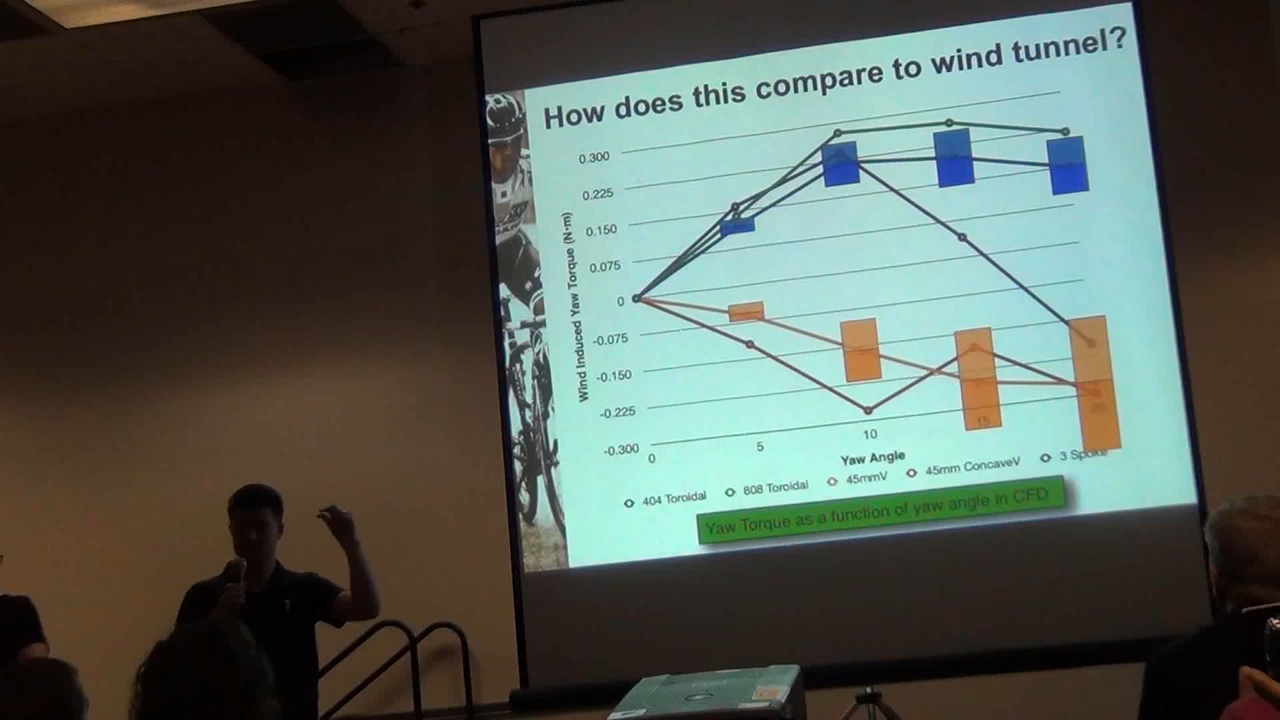 How does this compare to wind tunnel?
Wind Induced Yaw Torque (N·m)
0.300
0.225
0.150
0.075
0
-0.075
-0.150
-0.225
-0.300
0
5
10
15
20
Yaw Angle
404 Toroidal
808 Toroidal
45mmV
45mm ConcaveV
3 Spoke
Yaw Torque as a function of yaw angle in CFD